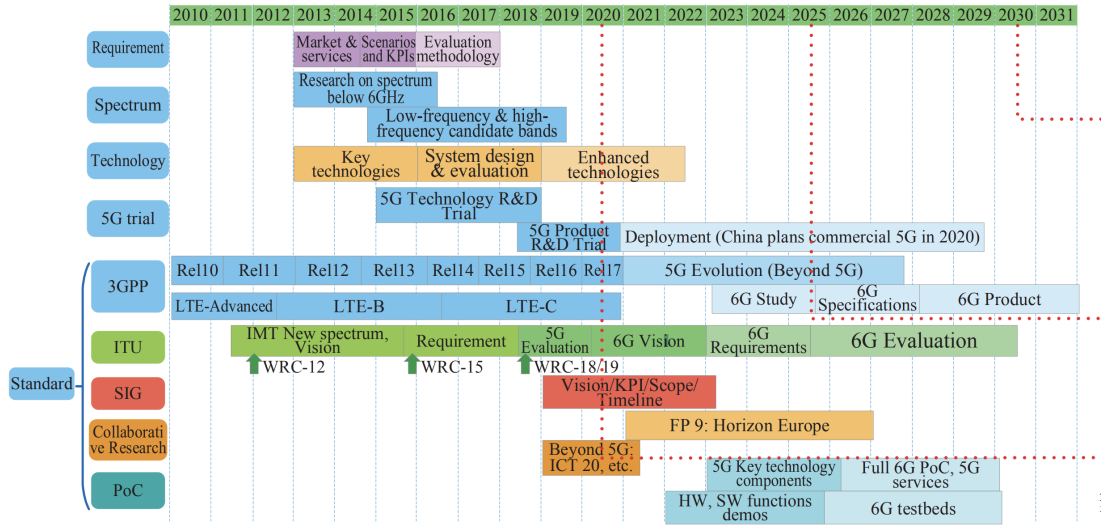 2010 2011 2012 2013 2014 2015 2016 2017 2018 2019 2020 2021 2022 2023 2024 2025 2026 2027 2028 2029 2030 2031
Requirement
Market &
services
Scenarios
and KPIs
Evaluation
methodology
Spectrum
Research on spectrum
below 6GHz
Low-frequency & high-
frequency candidate bands
Technology
Key
technologies
System design
& evaluation
Enhanced
technologies
5G trial
5G Technology R&D
Trial
5G Product
R&D Trial
Deployment (China plans commercial 5G in 2020)
Standard
3GPP
Rel10 Rel11 Rel12 Rel13 Rel14 Rel15 Rel16 Rel17 5G Evolution (Beyond 5G)
LTE-Advanced LTE-B LTE-C
6G Study
6G
Specifications
6G Product
ITU
IMT New spectrum,
Vision
Requirement
5G
Evaluation
6G Vision
6G
Requirements
6G Evaluation
WRC-12 WRC-15 WRC-18/19
SIG
Vision/KPI/Scope/
Timeline
Collaborati
ve Research
FP 9: Horizon Europe
Beyond 5G:
ICT 20, etc.
PoC
5G Key technology
components
Full 6G PoC, 5G
services
HW, SW functions
demos
6G testbeds